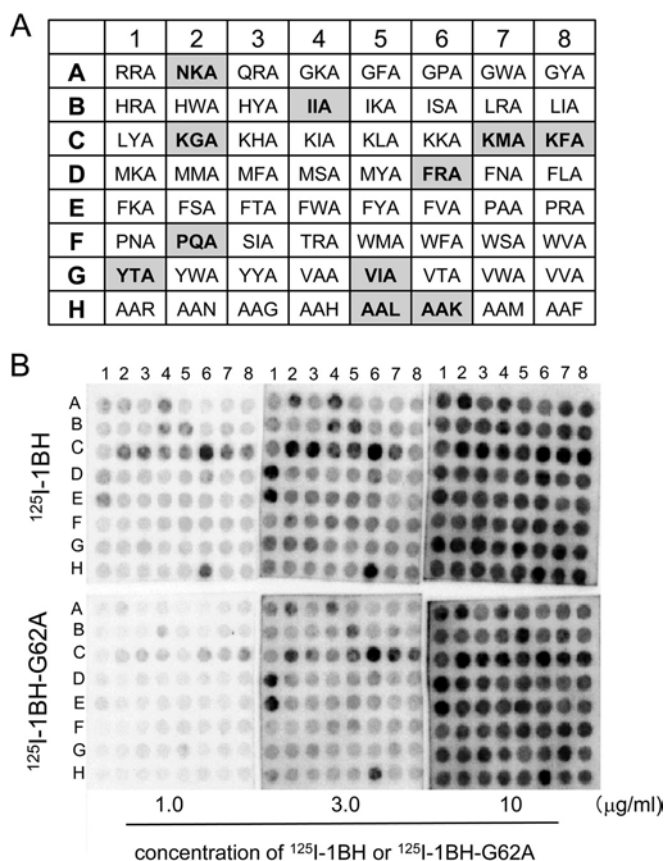 A
1 2 3 4 5 6 7 8
A RRA NKA QRA GKA GFA GPA GWA GYA
B HRA HWA HYA IIA IKA ISA LRA LIA
C LYA KGA KHA KIA KLA KKA KMA KFA
D MKA MMA MFA MSA MYA FRA FNA FLA
E FKA FSA FTA FWA FYA FVA PAA PRA
F PNA PQA SIA TRA WMA WFA WSA WVA
G YTA YWA YYA VAA VIA VTA VWA VVA
H AAR AAN AAG AAH AAL AAK AAM AAF
B
1 2 3 4 5 6 7 8 1 2 3 4 5 6 7 8 1 2 3 4 5 6 7 8
¹²⁵I-1BH
A
B
C
D
E
F
G
H
¹²⁵I-1BH-G62A
A
B
C
D
E
F
G
H
1.0 3.0 10 (μg/ml)
concentration of ¹²⁵I-1BH or ¹²⁵I-1BH-G62A